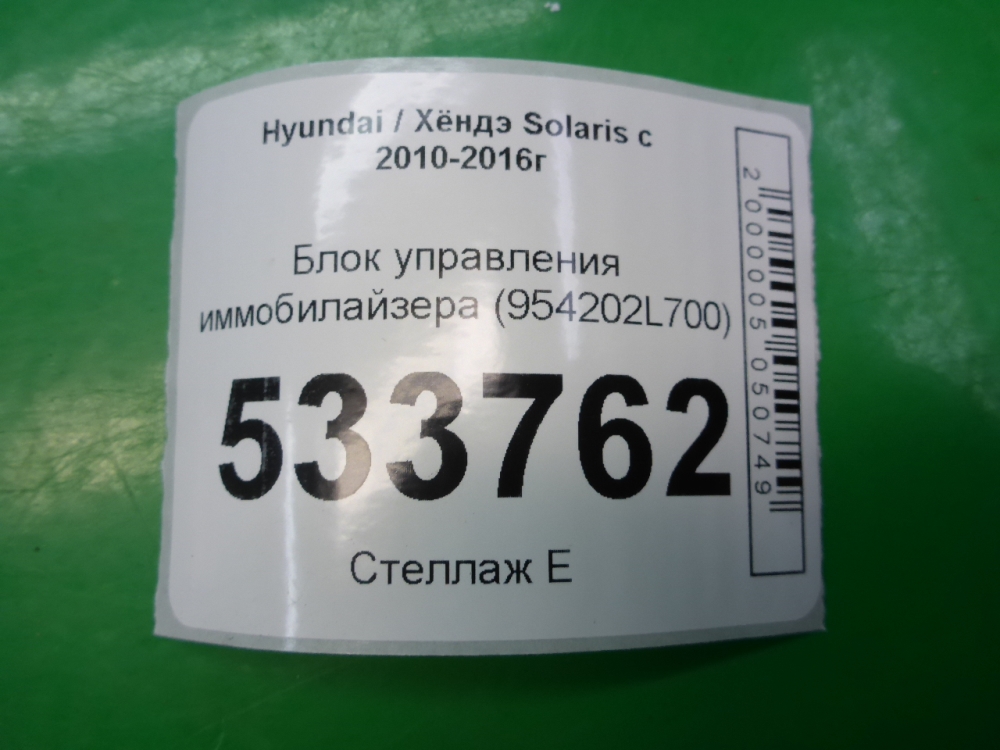 Hyundai / Хёндэ Solaris с
2010-2016г
Блок управления
иммобилайзера (954202L700)
533762
Стеллаж Е
2000005050749